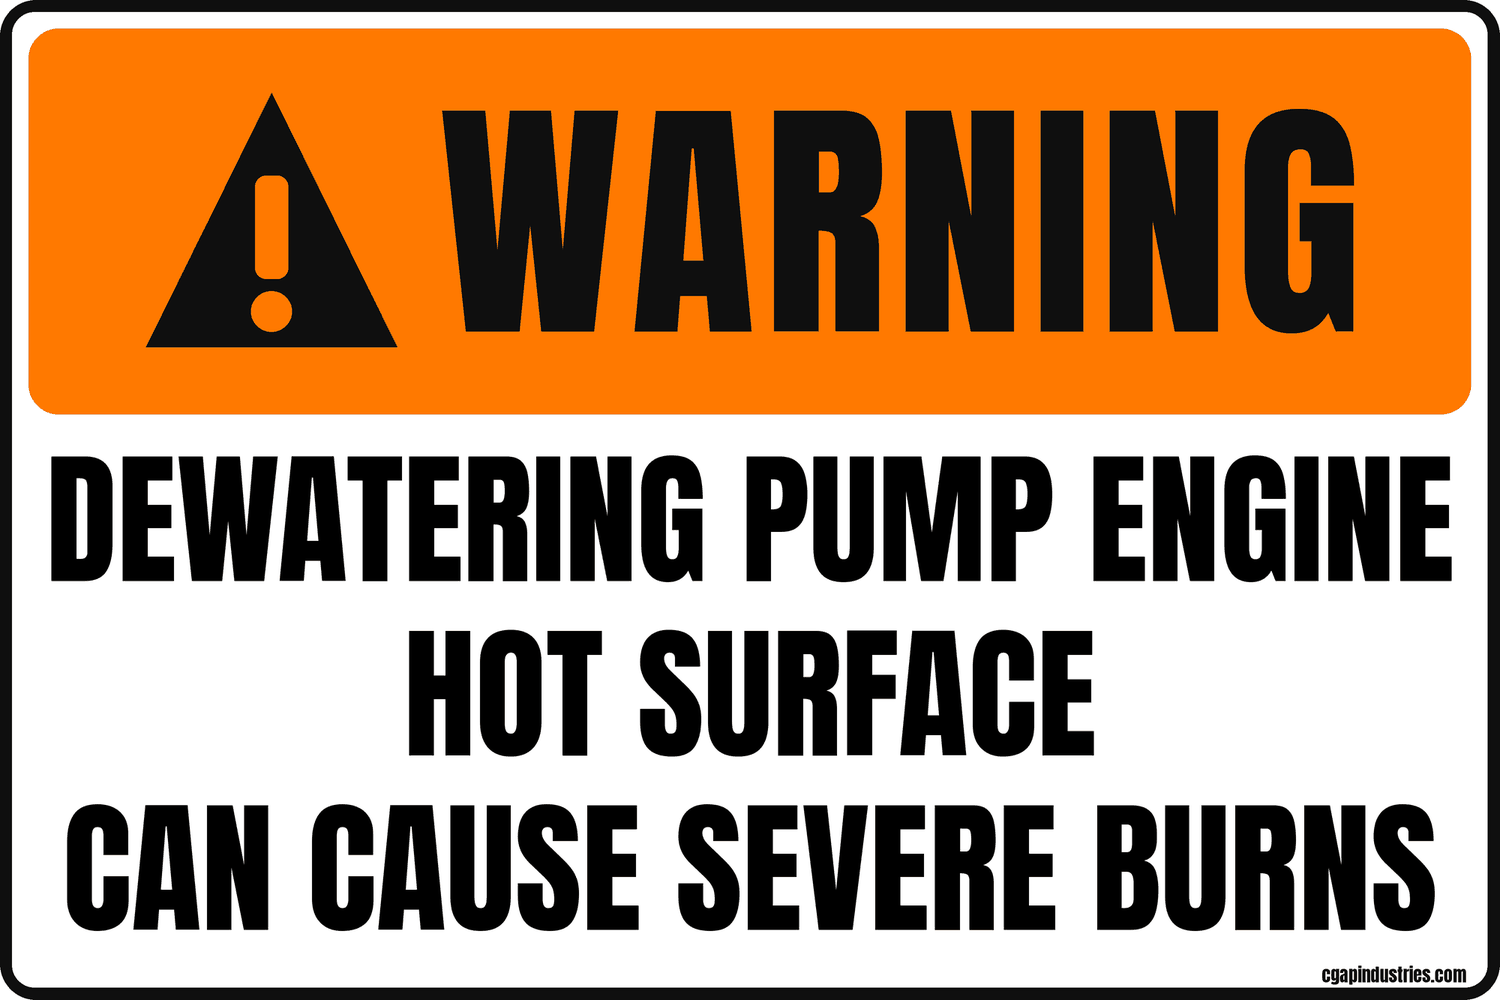 WARNING
DEWATERING PUMP ENGINE
HOT SURFACE
CAN CAUSE SEVERE BURNS
cgapindustries.com